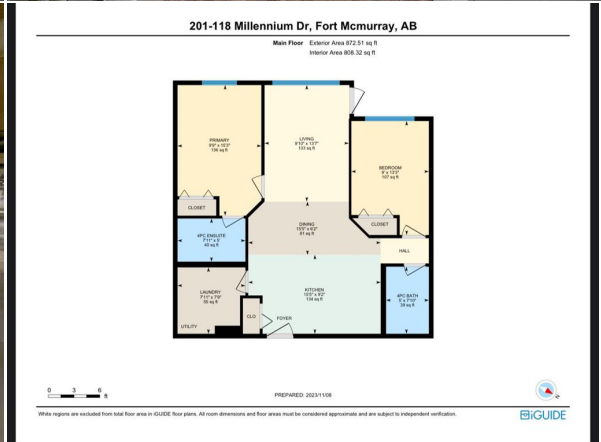 201-118 Millennium Dr, Fort Mcmurray, AB
Main Floor Exterior Area 872.51 sq ft
Interior Area 808.32 sq ft
PRIMARY
9'9" x 15'3"
136 sq ft
LIVING
9'10" x 13'7"
133 sq ft
BEDROOM
9' x 13'3"
107 sq ft
CLOSET
CLOSET
DINING
15'5" x 6'2"
81 sq ft
4PC ENSUITE
7'11" x 5'
40 sq ft
HALL
LAUNDRY
7'11" x 7'9"
55 sq ft
KITCHEN
15'5" x 9'2"
134 sq ft
4PC BATH
5' x 7'10"
39 sq ft
CLO
FOYER
UTILITY
0 3 6
ft
PREPARED: 2023/11/08
N
White regions are excluded from total floor area in iGUIDE floor plans. All room dimensions and floor areas must be considered approximate and are subject to independent verification.
iGUIDE